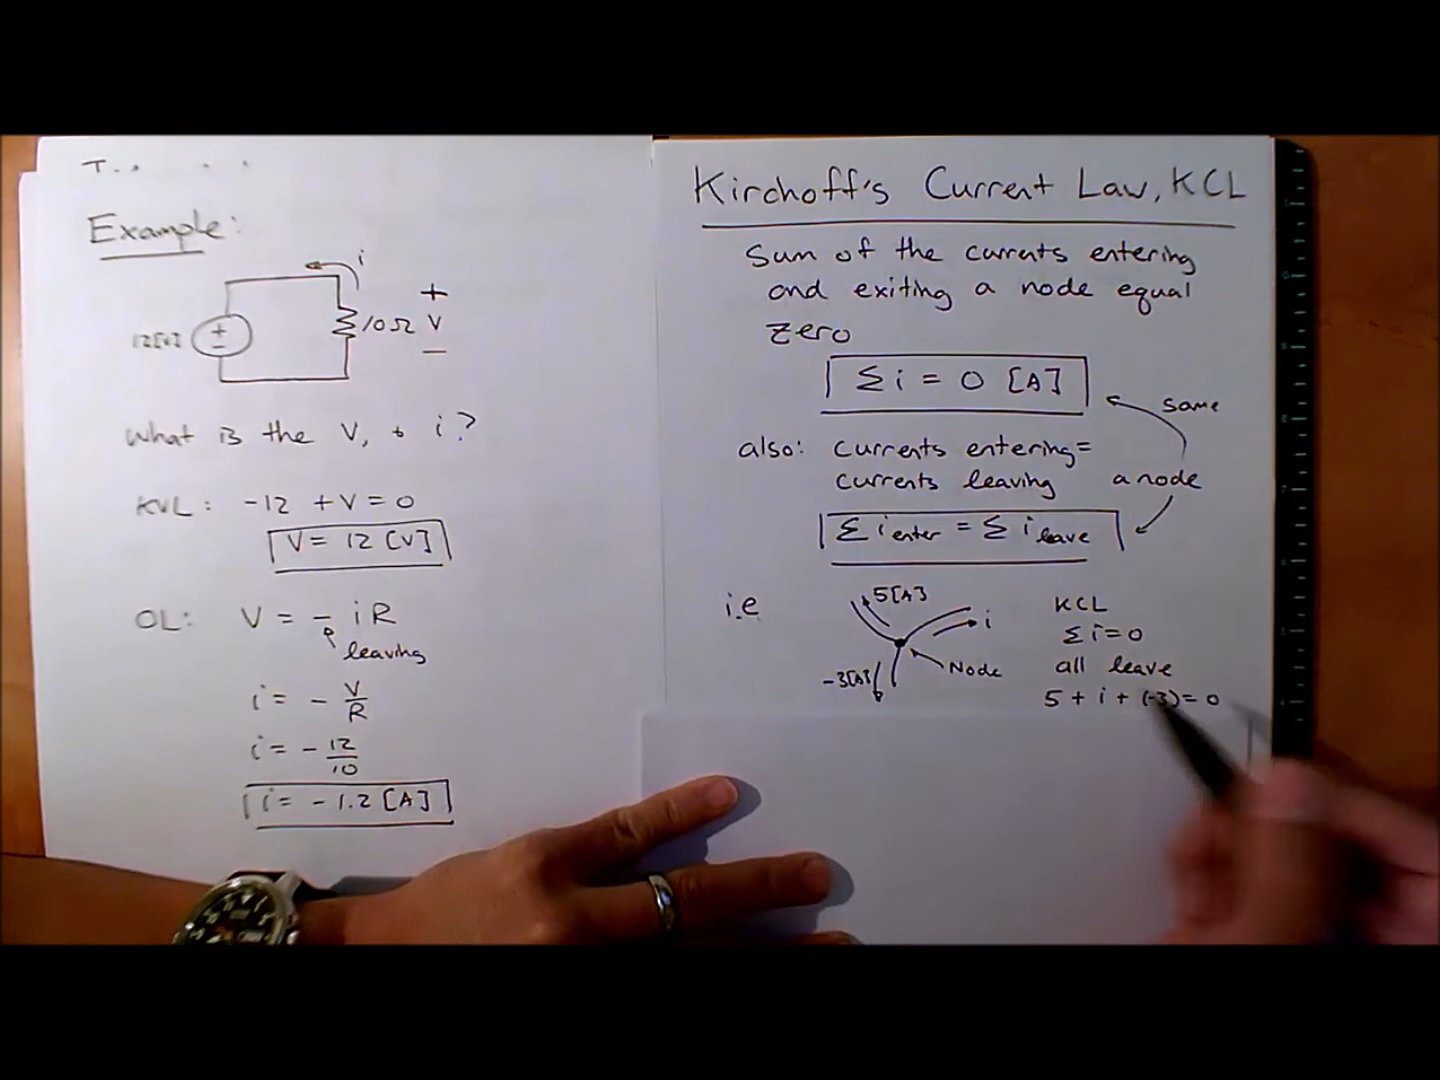 Example:
i
12[V]
+
-
10Ω
+
V
-
What is the V, + i?
KVL: -12 + V = 0
V = 12 [V]
OL: V = - iR
leaving
i = - V/R
i = - 12/10
i = - 1.2 [A]
Kirchoff's Current Law, KCL
Sum of the currents entering
and exiting a node equal
zero
Σ i = 0 [A]
same
also: currents entering =
currents leaving a node
Σ i enter = Σ i leave
i.e
5[A]
i
-3[A]
Node
KCL
Σ i = 0
all leave
5 + i + (-3) = 0